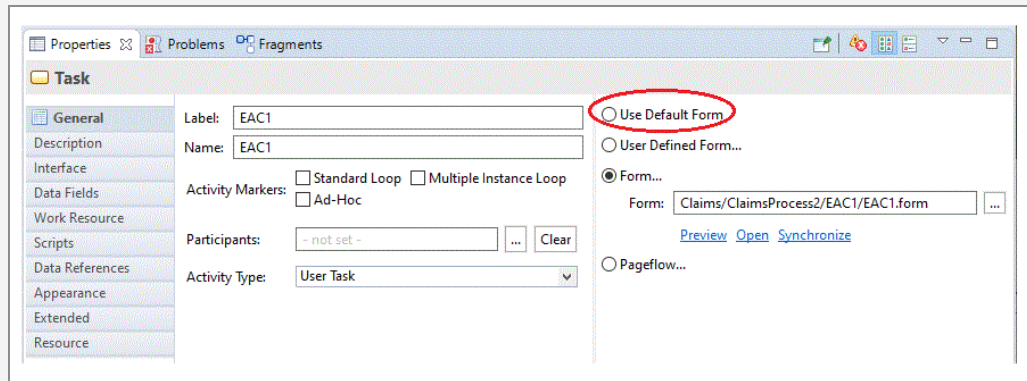 Properties Problems Fragments
Task
General
Description
Interface
Data Fields
Work Resource
Scripts
Data References
Appearance
Extended
Resource
Label: EAC1
Name: EAC1
Activity Markers: Standard Loop Multiple Instance Loop
Ad-Hoc
Participants: - not set - ... Clear
Activity Type: User Task
Use Default Form
User Defined Form...
Form...
Form: Claims/ClaimsProcess2/EAC1/EAC1.form ...
Preview Open Synchronize
Pageflow...